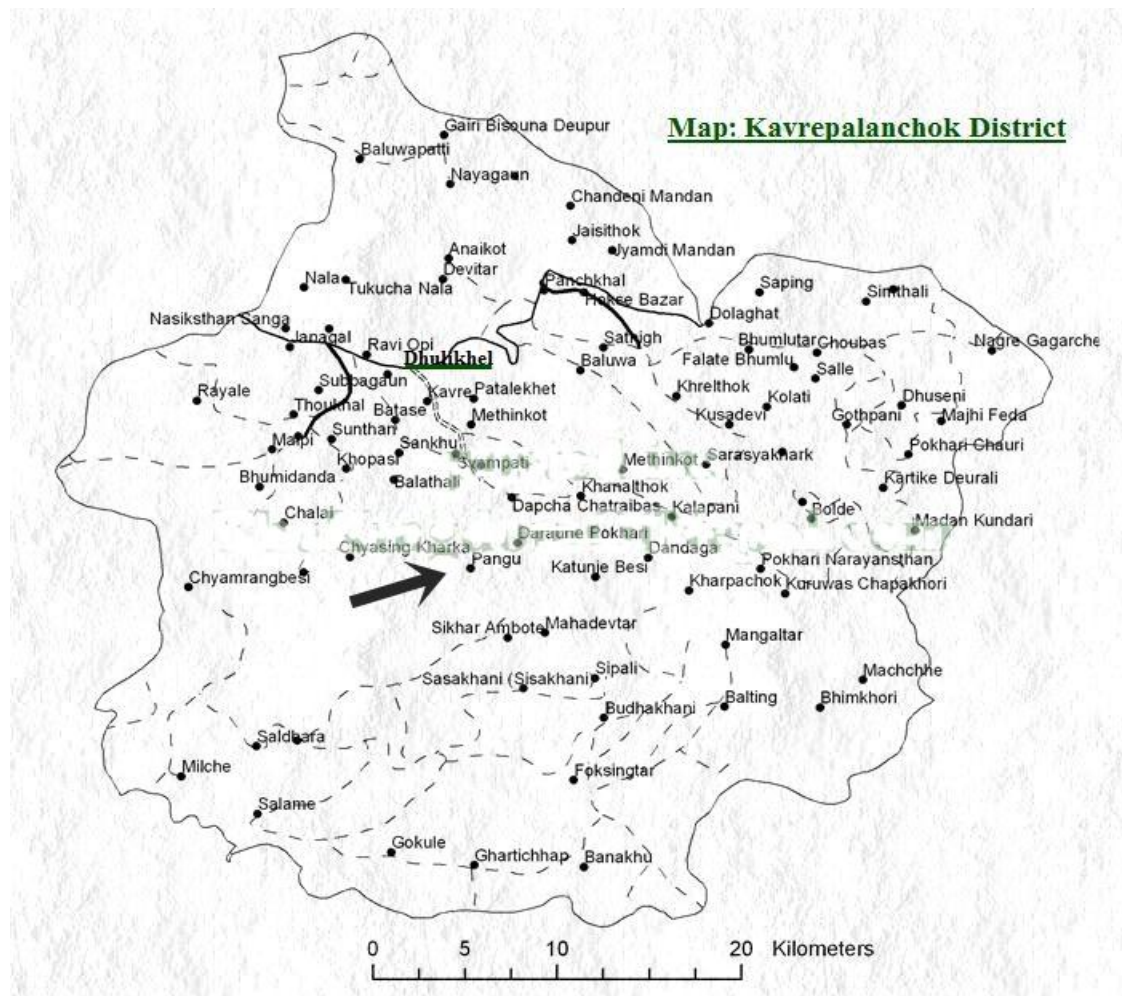 Map: Kavrepalanchok District
Gairi Bisouna Deupur
Baluwapatti
Nayagaun
Chandeni Mandan
Jaisithok
Jyamdi Mandan
Anaikot
Devitar
Nala
Tukucha Nala
Panchkhal
Hokse Bazar
Saping
Simthali
Dolaghat
Nasiksthan Sanga
Janagal
Ravi Opi
Dhulikhel
Sathigh
Baluwa
Bhumlutar
Choubas
Falate Bhumlu
Salle
Nagre Gagarche
Rayale
Subbagaun
Kavre
Patalekhet
Khrelthok
Kolati
Dhuseni
Thoukhal
Batase
Methinkot
Kusadevi
Gothpani
Majhi Feda
Malpi
Sunthan
Sankhu
Syampati
Methinkot
Sarasyakhark
Pokhari Chauri
Khopasi
Bhumidanda
Balathali
Khanalthok
Kartike Deurali
Dapcha Chatraibas
Kalapani
Bolde
Chalal
Madan Kundari
Daraune Pokhari
Chyasing Kharka
Pangu
Dandaga
Katunje Besi
Pokhari Narayansthan
Chyamrangbesi
Kharpachok
Kuruwas Chapakhori
Sikhar Ambote
Mahadevtar
Mangaltar
Sasakhani (Sisakhani)
Sipali
Machchhe
Budhakhani
Balting
Bhimkhori
Saldhara
Milche
Foksingtar
Salame
Gokule
Ghartichhap
Banakhu
0 5 10 20 Kilometers